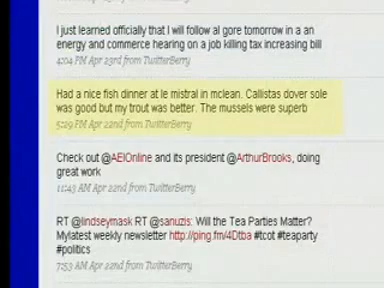 I just learned officially that I will follow al gore tomorrow in a an
energy and commerce hearing on a job killing tax increasing bill
4:04 PM Apr 23rd from TwitterBerry
Had a nice fish dinner at le mistral in mclean. Callistas dover sole
was good but my trout was better. The mussels were superb
5:29 PM Apr 22nd from TwitterBerry
Check out @AEIOnline and its president @ArthurBrooks, doing
great work
11:43 AM Apr 22nd from TwitterBerry
RT @lindseymask RT @sanuzis: Will the Tea Parties Matter?
Mylatest weekly newsletter http://ping.fm/4Dtba #tcot #teaparty
#politics
7:53 AM Apr 22nd from TwitterBerry